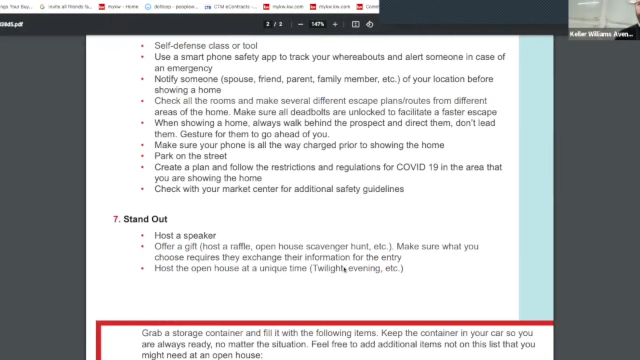 G9d5.pdf
2 / 2
147%
Keller Williams Aven...
Self-defense class or tool
Use a smart phone safety app to track your whereabouts and alert someone in case of
an emergency
Notify someone (spouse, friend, parent, family member, etc.) of your location before
showing a home
Check all the rooms and make several different escape plans/routes from different
areas of the home. Make sure all deadbolts are unlocked to facilitate a faster escape
When showing a home, always walk behind the prospect and direct them, don't lead
them. Gesture for them to go ahead of you.
Make sure your phone is all the way charged prior to showing the home
Park on the street
Create a plan and follow the restrictions and regulations for COVID 19 in the area that
you are showing the home
Check with your market center for additional safety guidelines
7. Stand Out
Host a speaker
Offer a gift (host a raffle, open house scavenger hunt, etc.). Make sure what you
choose requires they exchange their information for the entry
Host the open house at a unique time (Twilight, evening, etc.)
Grab a storage container and fill it with the following items. Keep the container in your car so you
are always ready, no matter the situation. Feel free to add additional items not on this list that you
might need at an open house: